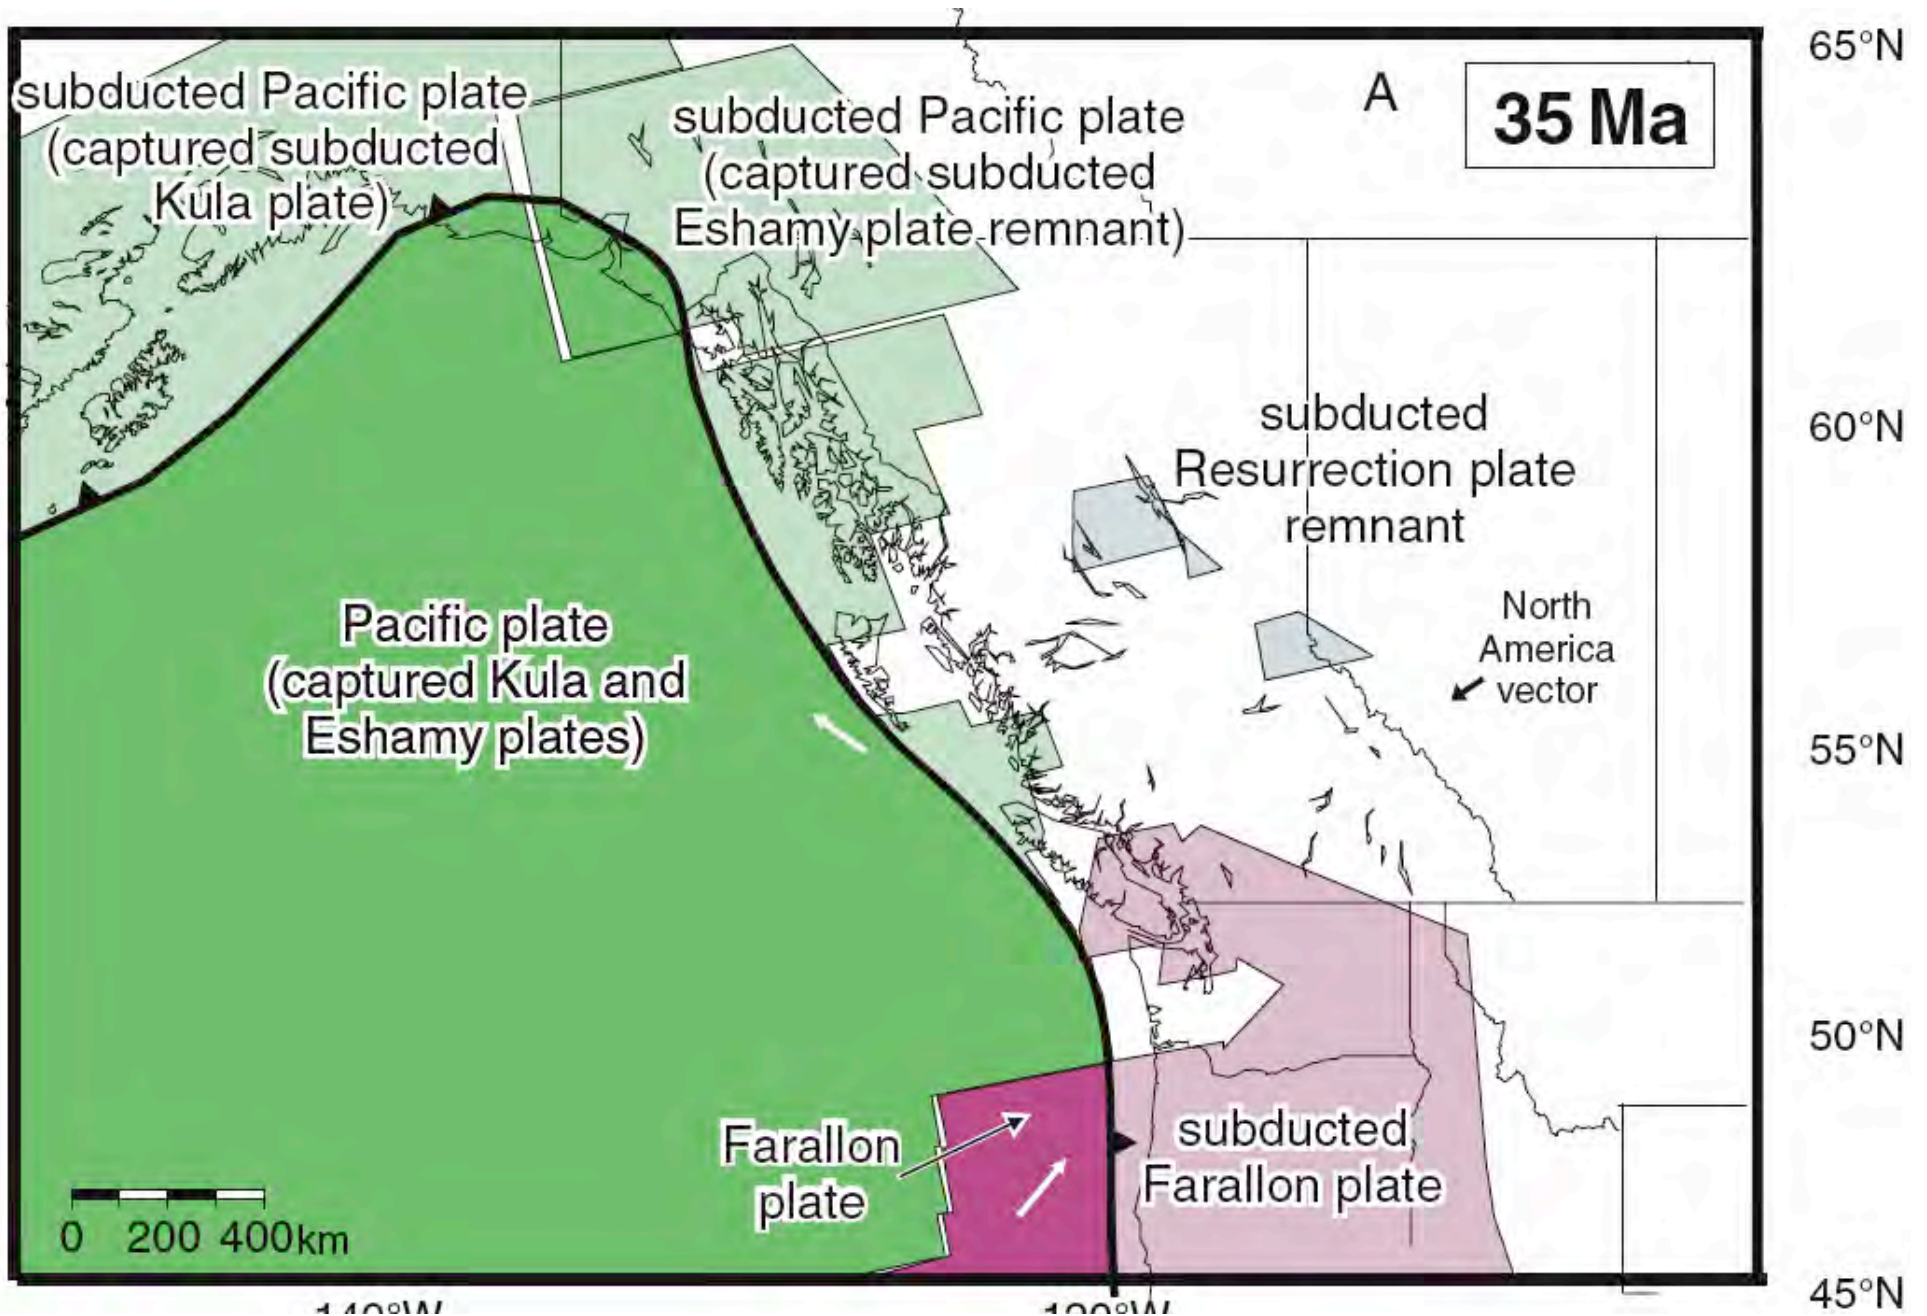 65°N
A
35 Ma
subducted Pacific plate
(captured subducted
Kula plate)
subducted Pacific plate
(captured subducted
Eshamy plate remnant)
60°N
subducted
Resurrection plate
remnant
North
America
vector
Pacific plate
(captured Kula and
Eshamy plates)
55°N
50°N
Farallon
plate
subducted
Farallon plate
0 200 400km
45°N
140°W